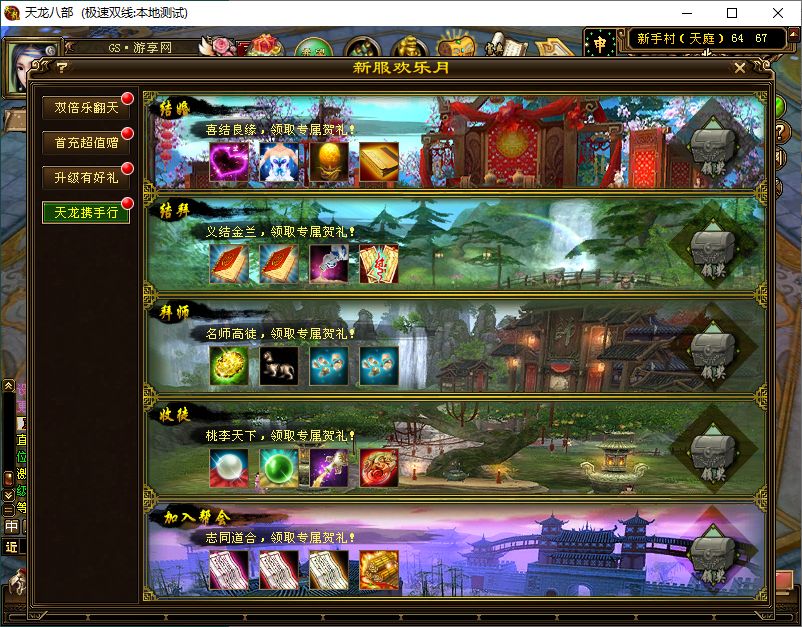 天龙八部 (极速双线:本地测试)
GS·游享网
新手村(天庭) 64 67
申
?
新服欢乐月
双倍乐翻天
首充超值赠
升级有好礼
天龙携手行
结婚
喜结良缘，领取专属贺礼！
领奖
结拜
义结金兰，领取专属贺礼！
领奖
拜师
名师高徒，领取专属贺礼！
领奖
收徒
桃李天下，领取专属贺礼！
领奖
加入帮会
志同道合，领取专属贺礼！
领奖
近